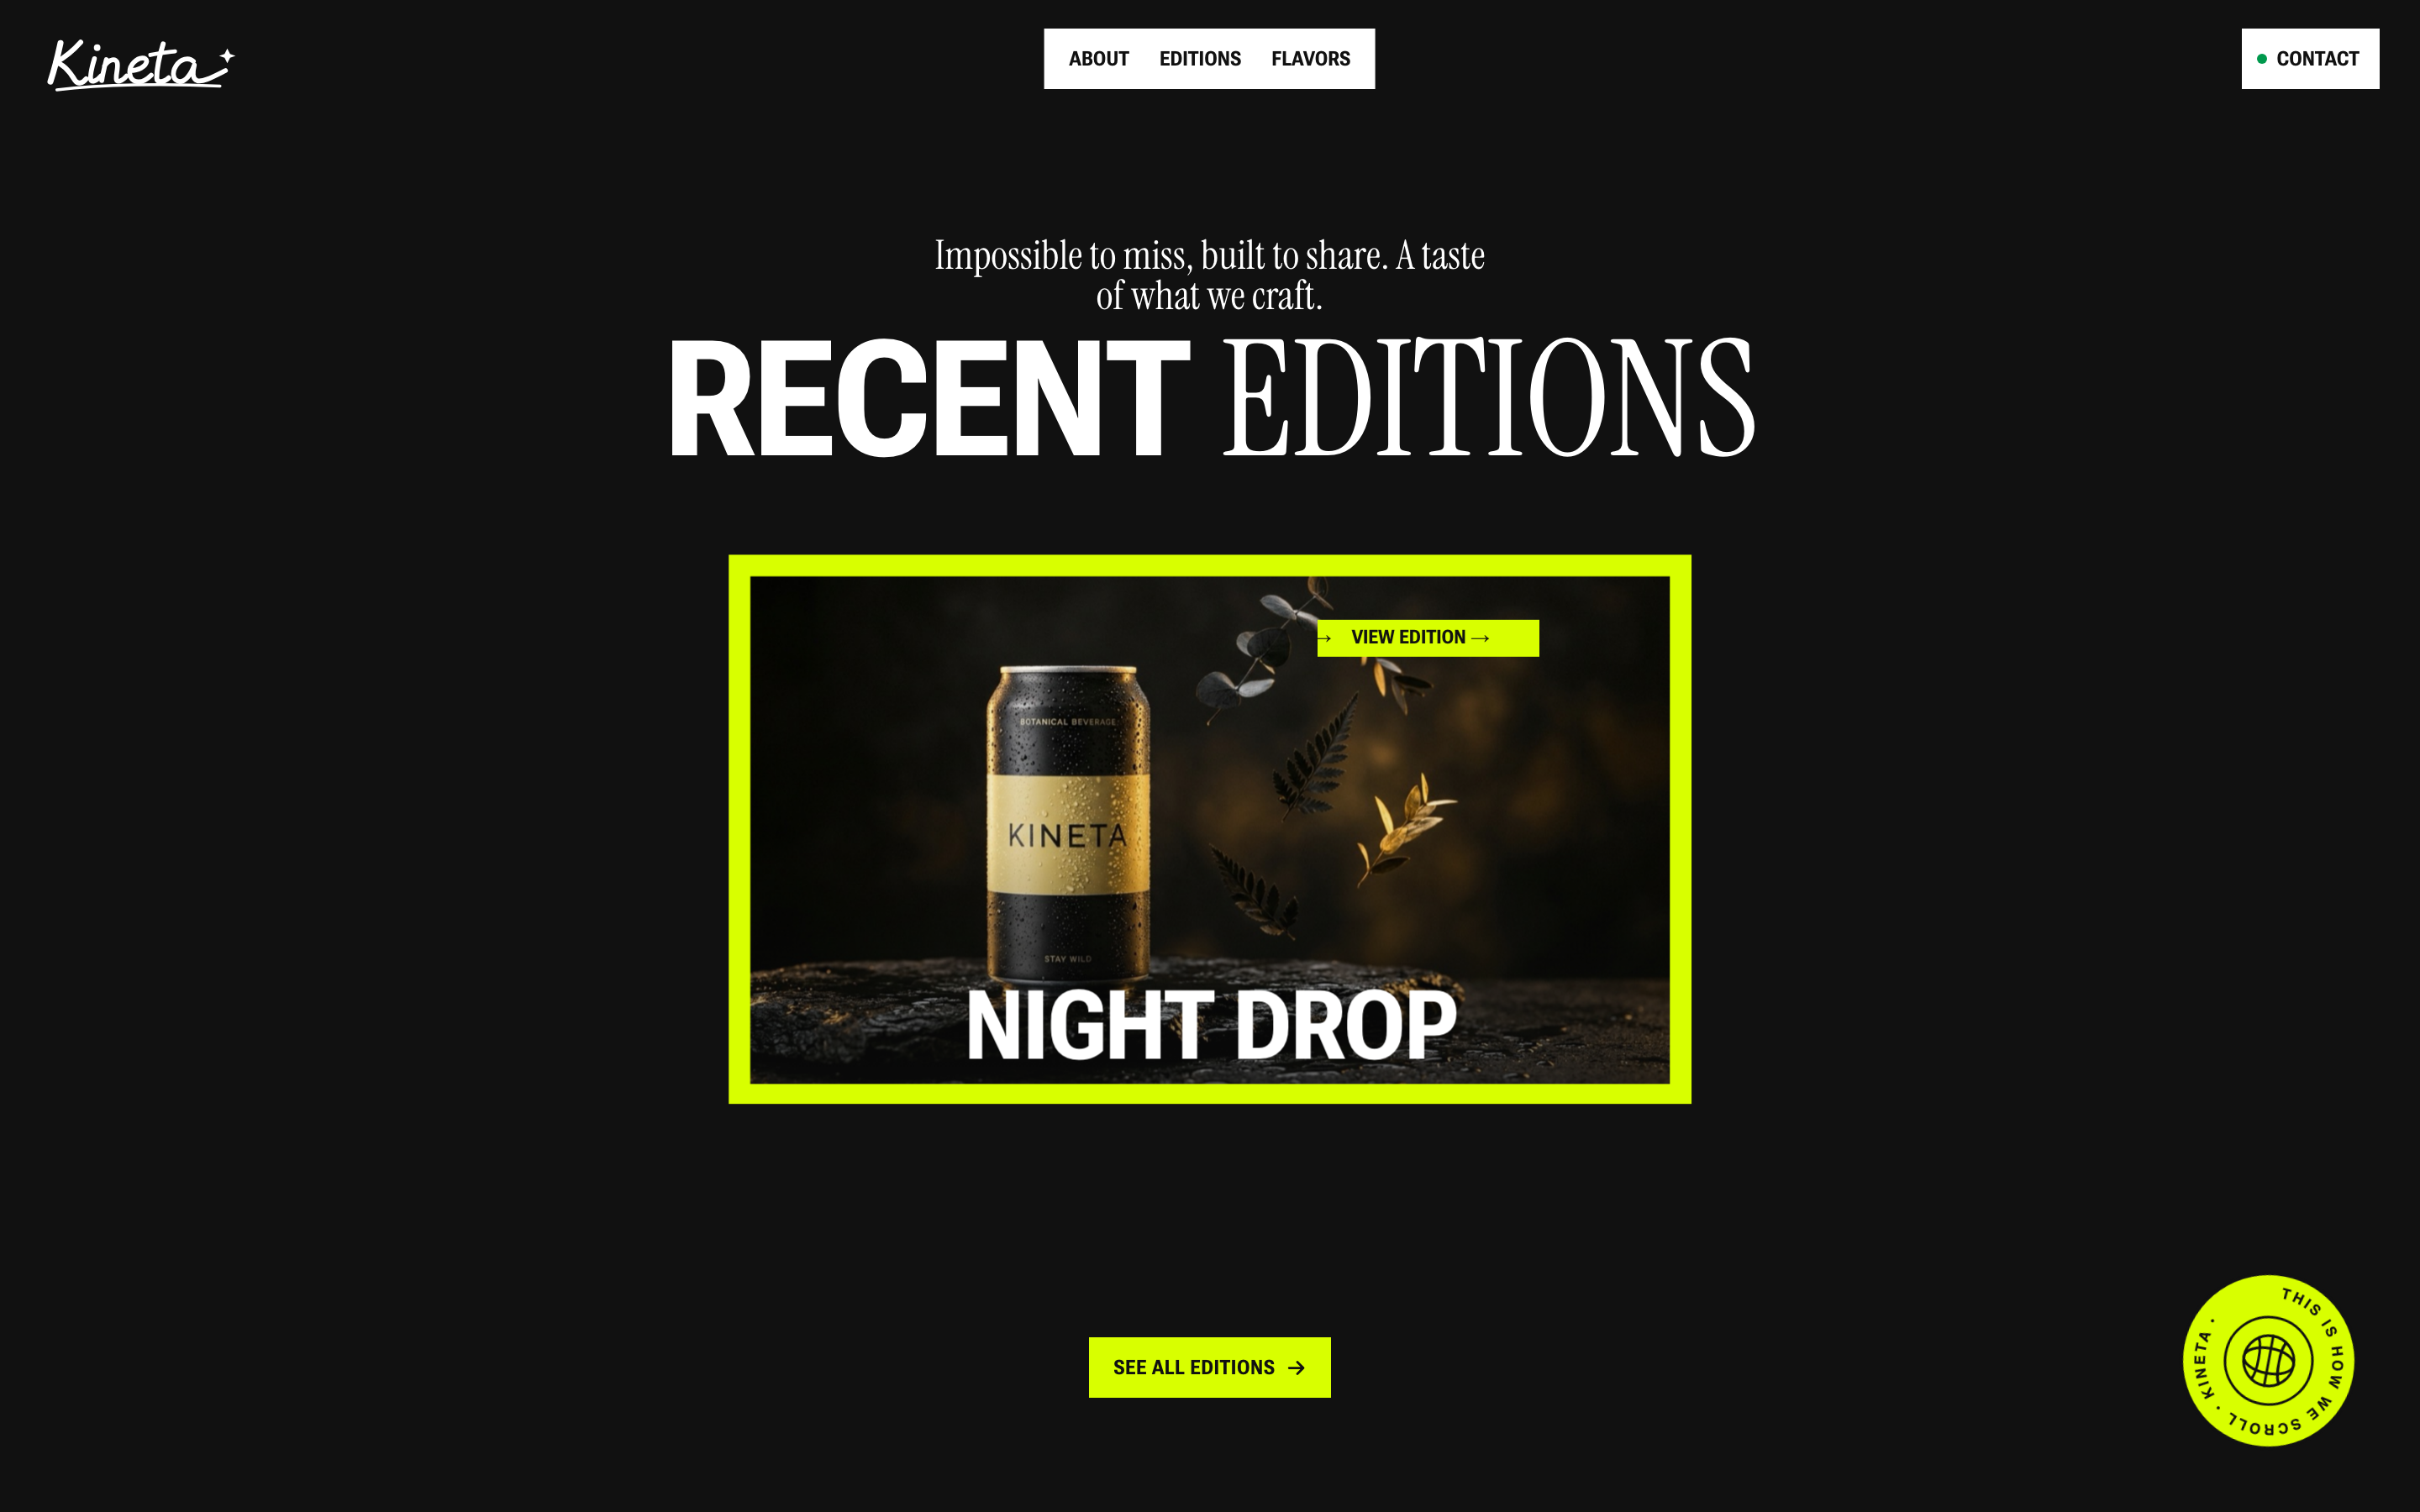 Kineta
ABOUT EDITIONS FLAVORS
CONTACT
Impossible to miss, built to share. A taste
of what we craft.
RECENT EDITIONS
→ VIEW EDITION →
BOTANICAL BEVERAGE
KINETA
STAY WILD
NIGHT DROP
SEE ALL EDITIONS →
THIS IS HOW WE SCROLL · KINETA ·